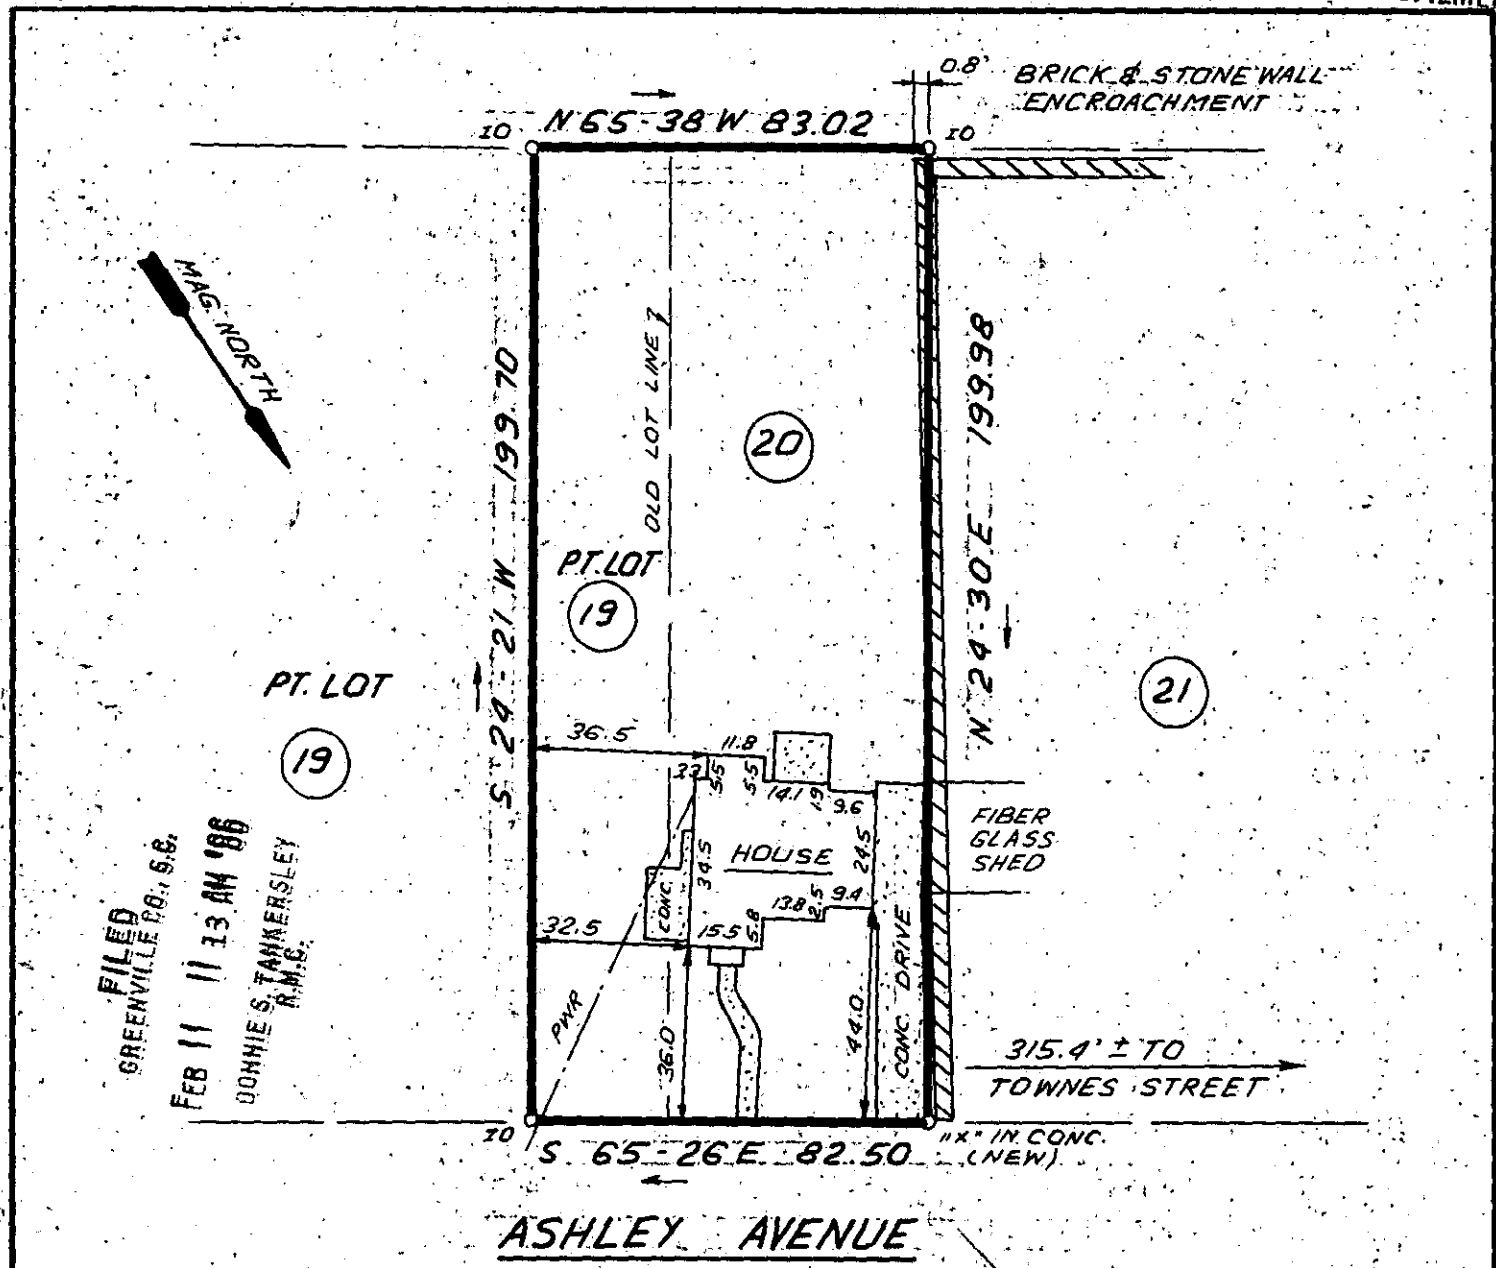 0.8'
BRICK & STONE WALL
ENCROACHMENT
IO
N 65-38 W 83.02
IO
MAG. NORTH
S 24-21 W 199.70
OLD LOT LINE
N 24-30 E 199.98
20
PT. LOT
19
PT. LOT
19
21
36.5
11.8
5.5
5.5
14.1
1.9
9.6
HOUSE
34.5
24.5
CONC.
FIBER
GLASS
SHED
32.5
15.5
5.8
13.8
2.5
9.4
PWR
36.0
44.0
CONC. DRIVE
315.4' ± TO
TOWNES STREET
FILED
GREENVILLE CO. S.C.
FEB 11 11 13 AM '86
DONNIE S. TANKERSLEY
R.M.C.
IO
S 65-26 E 82.50
"X" IN CONC.
(NEW)
ASHLEY AVENUE